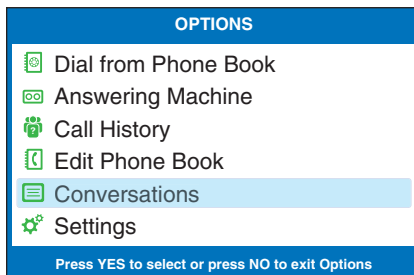 OPTIONS
Dial from Phone Book
Answering Machine
Call History
Edit Phone Book
Conversations
Settings
Press YES to select or press NO to exit Options